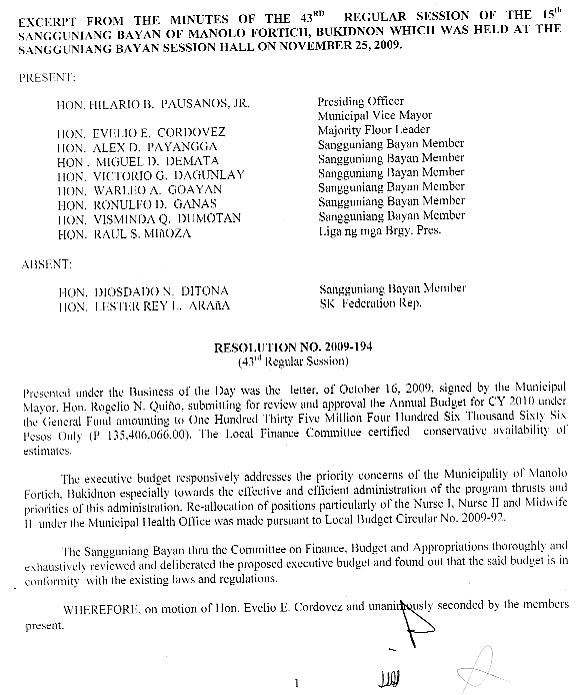 EXCERPT FROM THE MINUTES OF THE 43RD REGULAR SESSION OF THE 15th
SANGGUNIANG BAYAN OF MANOLO FORTICH, BUKIDNON WHICH WAS HELD AT THE
SANGGUNIANG BAYAN SESSION HALL ON NOVEMBER 25, 2009.
PRESENT:
HON. HILARIO B. PAUSANOS, JR. Presiding Officer
Municipal Vice Mayor
HON. EVELIO E. CORDOVEZ Majority Floor Leader
HON. ALEX D. PAYANGGA Sangguniang Bayan Member
HON . MIGUEL D. DEMATA Sangguniang Bayan Member
HON. VICTORIO G. DAGUNLAY Sangguniang Bayan Member
HON. WARLEO A. GOAYAN Sangguniang Bayan Member
HON. RONULFO D. GANAS Sangguniang Bayan Member
HON. VISMINDA Q. DUMOTAN Sangguniang Bayan Member
HON. RAUL S. MIñOZA Liga ng mga Brgy. Pres.
ABSENT:
HON. DIOSDADO N. DITONA Sangguniang Bayan Member
HON. LESTER REY L. ARAñA SK Federation Rep.
RESOLUTION NO. 2009-194
(43rd Regular Session)
Presented under the Business of the Day was the letter, of October 16, 2009, signed by the Municipal
Mayor, Hon. Rogelio N. Quiño, submitting for review and approval the Annual Budget for CY 2010 under
the General Fund amounting to One Hundred Thirty Five Million Four Hundred Six Thousand Sixty Six
Pesos Only (P 135,406,066.00). The Local Finance Committee certified conservative availability of
estimates.
The executive budget responsively addresses the priority concerns of the Municipality of Manolo
Fortich, Bukidnon especially towards the effective and efficient administration of the program thrusts and
priorities of this administration. Re-allocation of positions particularly of the Nurse I, Nurse II and Midwife
II under the Municipal Health Office was made pursuant to Local Budget Circular No. 2009-92.
The Sangguniang Bayan thru the Committee on Finance, Budget and Appropriations thoroughly and
exhaustively reviewed and deliberated the proposed executive budget and found out that the said budget is in
conformity with the existing laws and regulations.
WHEREFORE, on motion of Hon. Evelio E. Cordovez and unanimously seconded by the members
present.
1